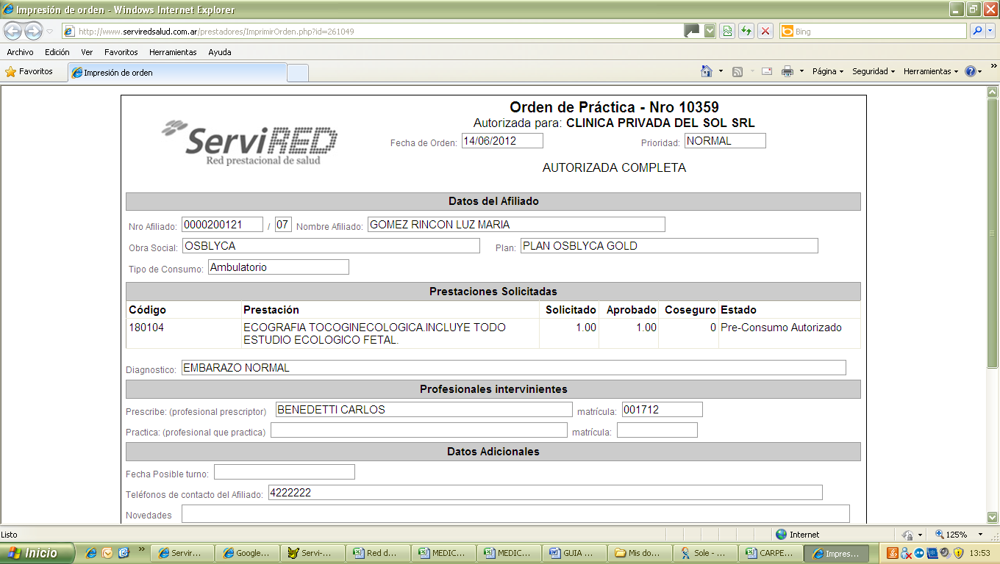 Impresión de orden - Windows Internet Explorer
http://www.serviredsalud.com.ar/prestadores/ImprimirOrden.php?id=261049
Bing
Archivo Edición Ver Favoritos Herramientas Ayuda
Favoritos Impresión de orden Página Seguridad Herramientas
Orden de Práctica - Nro 10359
Autorizada para: CLINICA PRIVADA DEL SOL SRL
ServiRED
Red prestacional de salud
Fecha de Orden: 14/06/2012 Prioridad: NORMAL
AUTORIZADA COMPLETA
Datos del Afiliado
Nro Afiliado: 0000200121 / 07 Nombre Afiliado: GOMEZ RINCON LUZ MARIA
Obra Social: OSBLYCA Plan: PLAN OSBLYCA GOLD
Tipo de Consumo: Ambulatorio
Prestaciones Solicitadas
Código Prestación Solicitado Aprobado Coseguro Estado
180104 ECOGRAFIA TOCOGINECOLOGICA.INCLUYE TODO 1.00 1.00 0 Pre-Consumo Autorizado
ESTUDIO ECOLOGICO FETAL.
Diagnostico: EMBARAZO NORMAL
Profesionales intervinientes
Prescribe: (profesional prescriptor) BENEDETTI CARLOS matrícula: 001712
Practica: (profesional que practica) matrícula:
Datos Adicionales
Fecha Posible turno:
Teléfonos de contacto del Afiliado: 4222222
Novedades
Listo Internet 125%
Inicio Servir... Google... Servi-... Red d... MEDIC... MEDIC... GUIA ... Mis do... Sole - ... CARPE... Impres... 13:53